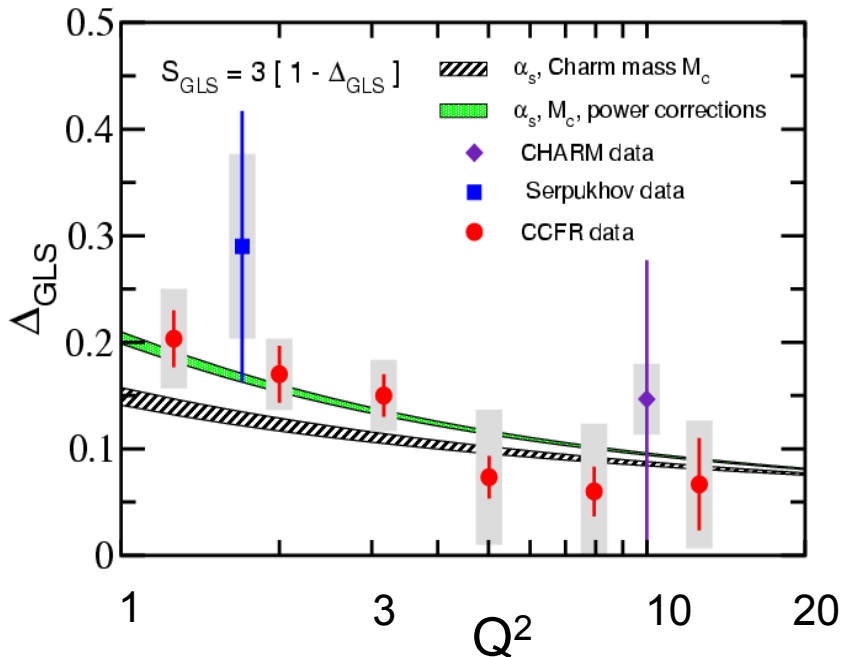 0.5
0.4
0.3
0.2
0.1
0
Δ_GLS
S_GLS = 3 [ 1 - Δ_GLS ]
α_s, Charm mass M_c
α_s, M_c, power corrections
CHARM data
Serpukhov data
CCFR data
1 3 10 20
Q²